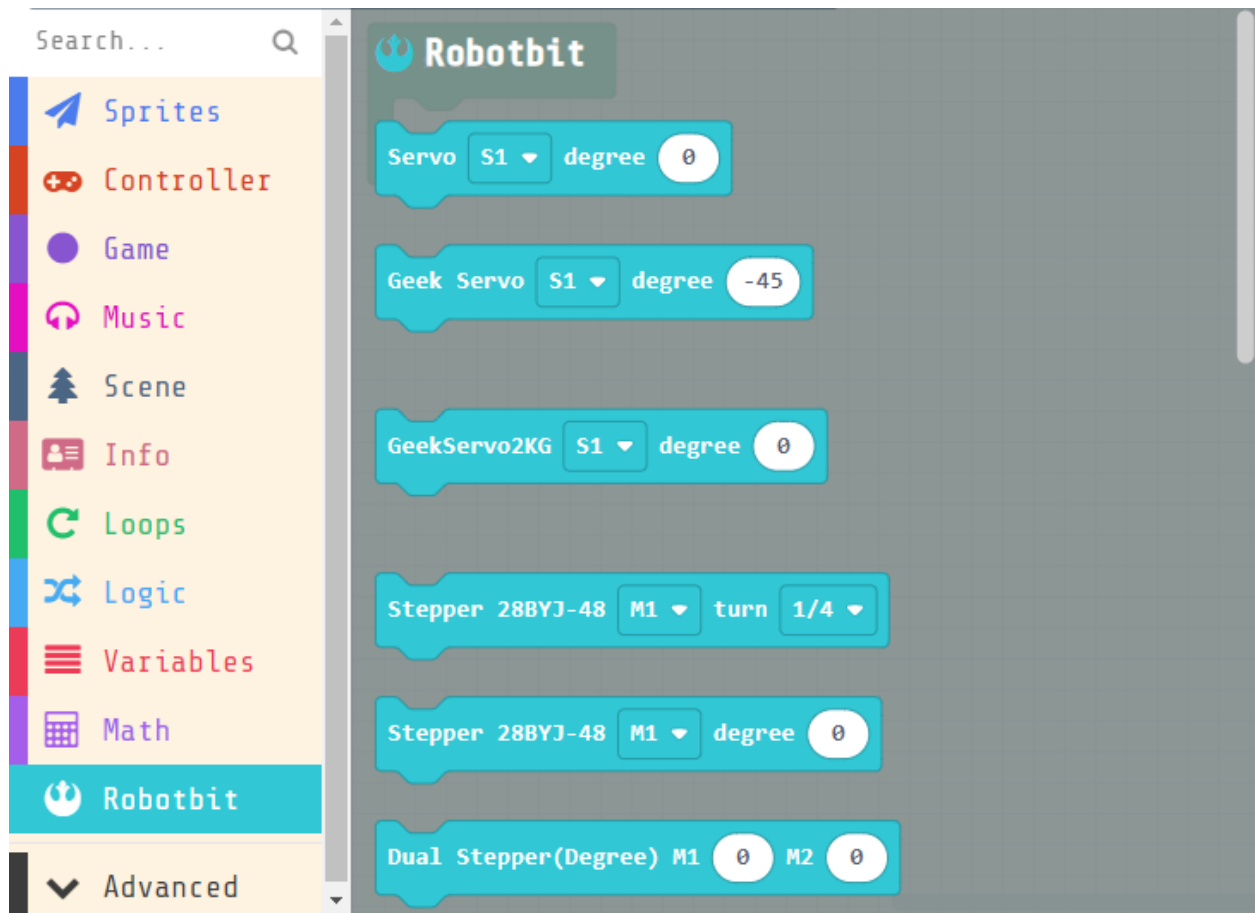 Search...
Sprites
Controller
Game
Music
Scene
Info
Loops
Logic
Variables
Math
Robotbit
Advanced
Robotbit
Servo S1 degree 0
Geek Servo S1 degree -45
GeekServo2KG S1 degree 0
Stepper 28BYJ-48 M1 turn 1/4
Stepper 28BYJ-48 M1 degree 0
Dual Stepper(Degree) M1 0 M2 0